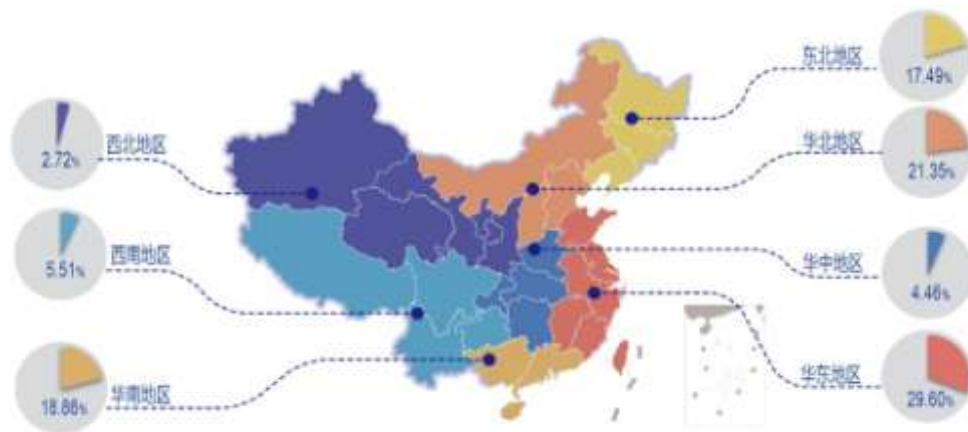 东北地区
17.49%
西北地区
2.72%
华北地区
21.35%
西南地区
5.51%
华中地区
4.46%
华南地区
18.86%
华东地区
29.60%